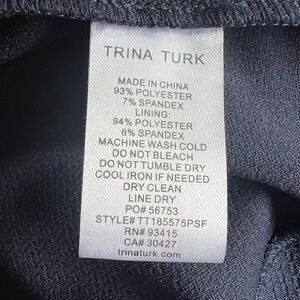 TRINA TURK
MADE IN CHINA
93% POLYESTER
7% SPANDEX
LINING:
94% POLYESTER
6% SPANDEX
MACHINE WASH COLD
DO NOT BLEACH
DO NOT TUMBLE DRY
COOL IRON IF NEEDED
DRY CLEAN
LINE DRY
PO# 56753
STYLE# TT185575PSF
RN# 93415
CA# 30427
trinaturk.com